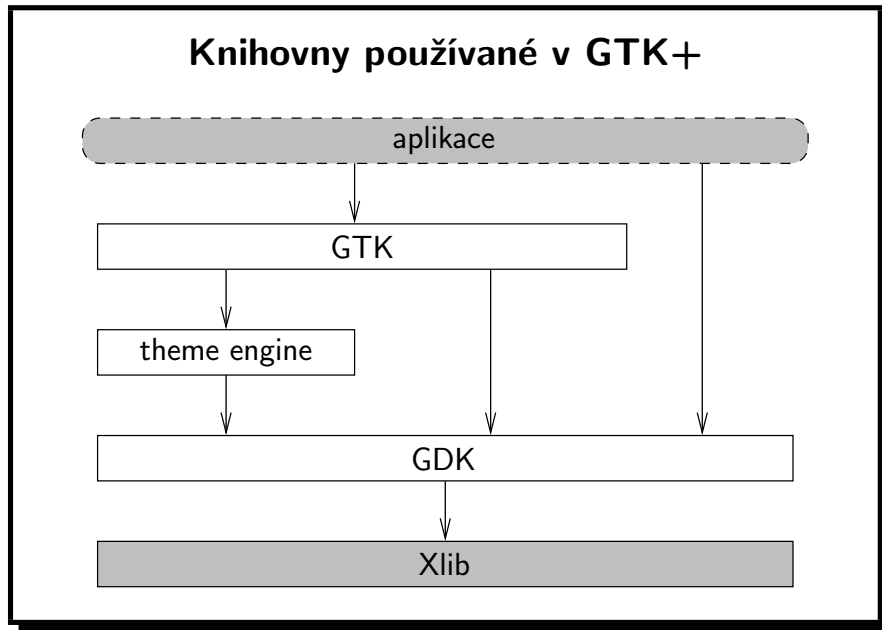 Knihovny používané v GTK+
aplikace
GTK
theme engine
GDK
Xlib